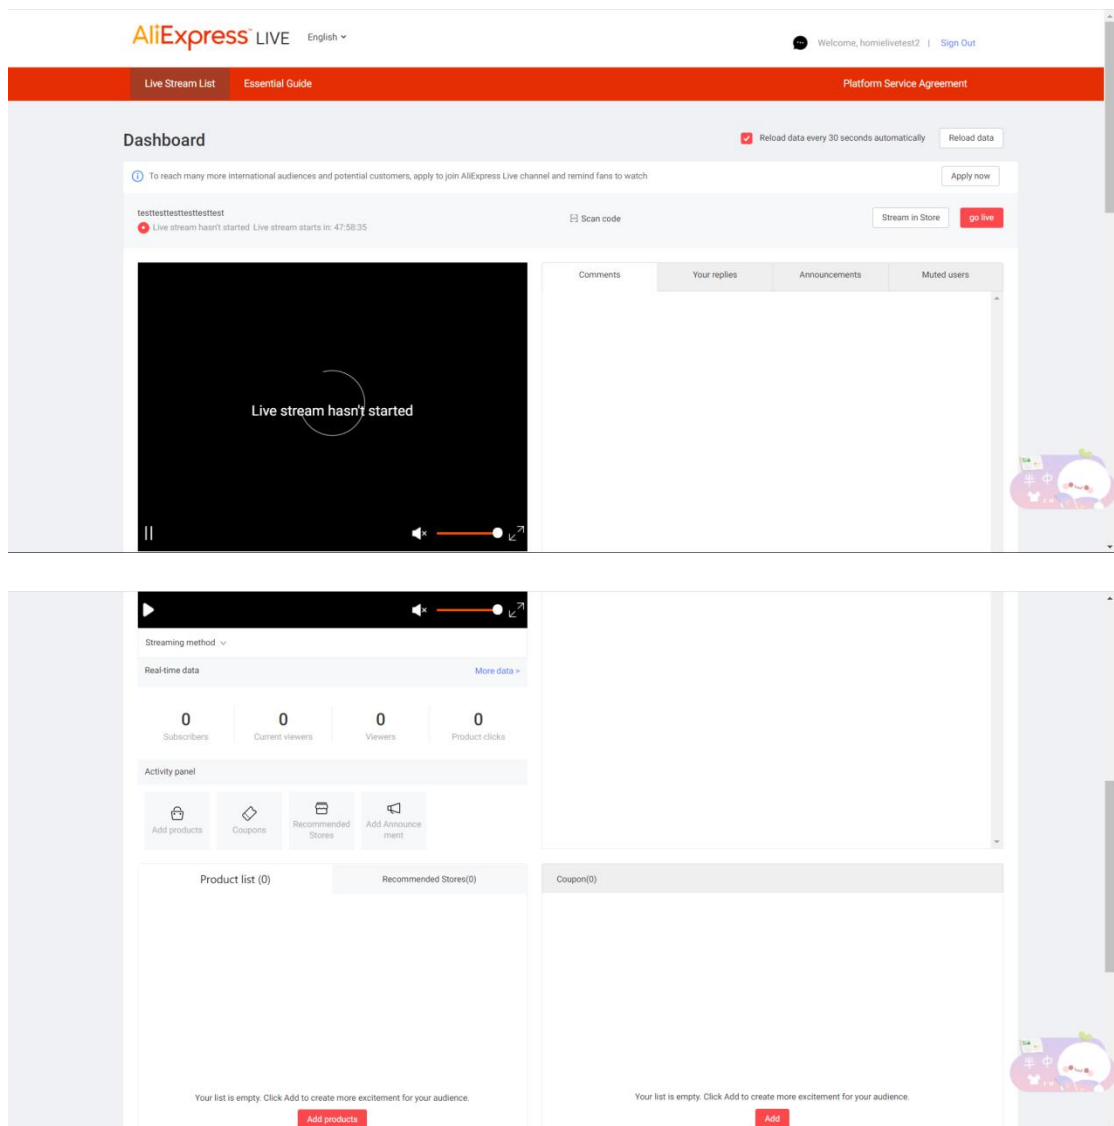 AliExpress LIVE English
Welcome, homielivetest2 | Sign Out
Live Stream List Essential Guide Platform Service Agreement
Dashboard
Reload data every 30 seconds automatically Reload data
To reach many more international audiences and potential customers, apply to join AliExpress Live channel and remind fans to watch Apply now
testtesttesttesttesttest
Live stream hasn't started Live stream starts in: 47:58:35
Scan code
Stream in Store go live
Comments Your replies Announcements Muted users
Live stream hasn't started
半 中
Streaming method
Real-time data More data >
0 0 0 0
Subscribers Current viewers Viewers Product clicks
Activity panel
Add products
Coupons
Recommended
Stores
Add Announce
ment
Product list (0) Recommended Stores(0) Coupon(0)
半 中
Your list is empty. Click Add to create more excitement for your audience.
Add products
Your list is empty. Click Add to create more excitement for your audience.
Add